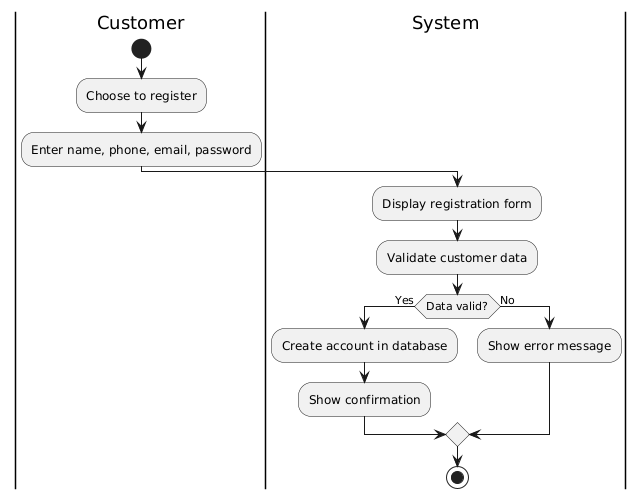 Customer
System
Choose to register
Enter name, phone, email, password
Display registration form
Validate customer data
Yes
Data valid?
No
Create account in database
Show error message
Show confirmation